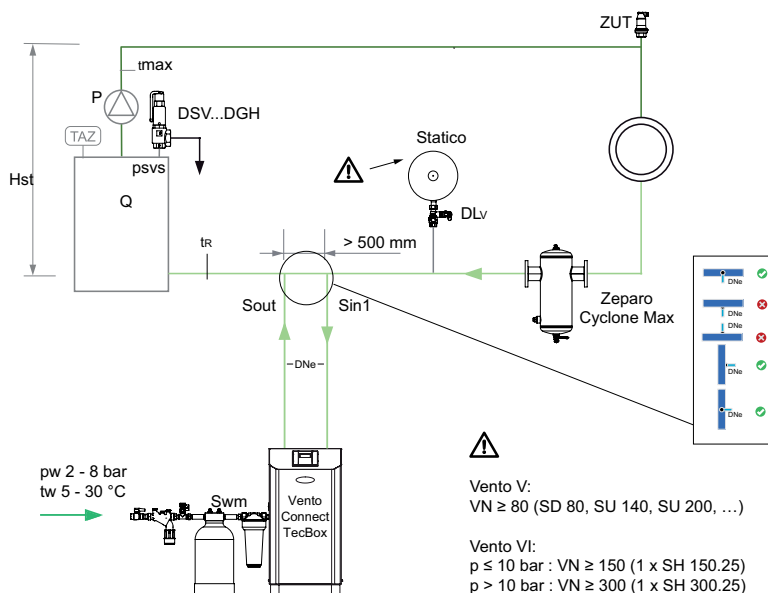 ZUT
tmax
P
DSV...DGH
TAZ
Statico
psvs
Hst
Q
DLV
tR
> 500 mm
Sout
Sin1
Zeparo
Cyclone Max
DNe
DNe
DNe
DNe
DNe
DNe
pw 2 - 8 bar
tw 5 - 30 °C
Swm
Vento
Connect
TecBox
Vento V:
VN ≥ 80 (SD 80, SU 140, SU 200, …)
Vento VI:
p ≤ 10 bar : VN ≥ 150 (1 x SH 150.25)
p > 10 bar : VN ≥ 300 (1 x SH 300.25)